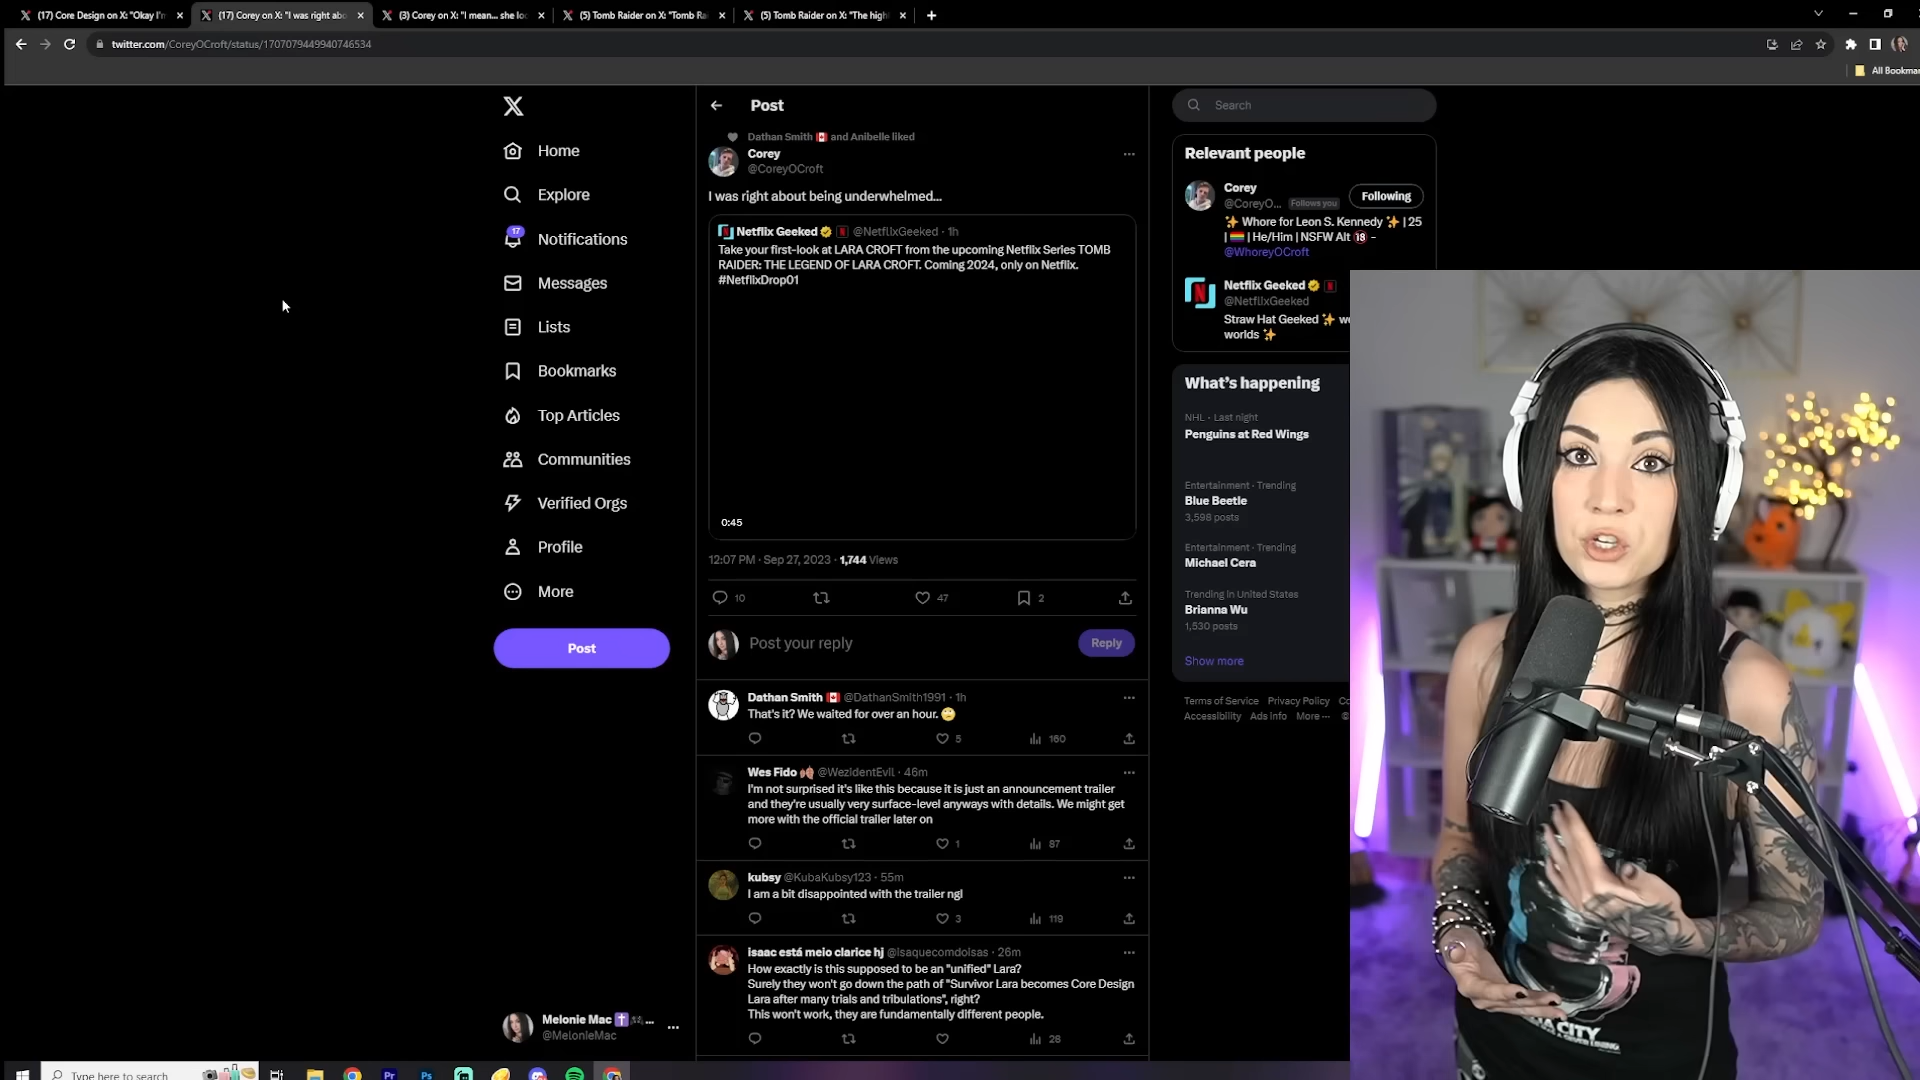 (17) Core Design on X: "Okay I'm
(17) Corey on X: "I was right abo
(3) Corey on X: "I mean... she loo
(5) Tomb Raider on X: "Tomb Ra
(5) Tomb Raider on X: "The high
twitter.com/CoreyOCroft/status/1707079449940746534
All Bookmar
Home
Explore
17
Notifications
Messages
Lists
Bookmarks
Top Articles
Communities
Verified Orgs
Profile
More
Post
Melonie Mac ✝️🎮...
@MelonieMac
Post
Dathan Smith 🇨🇦 and Anibelle liked
Corey
@CoreyOCroft
I was right about being underwhelmed...
Netflix Geeked @NetflixGeeked · 1h
Take your first-look at LARA CROFT from the upcoming Netflix Series TOMB
RAIDER: THE LEGEND OF LARA CROFT. Coming 2024, only on Netflix.
#NetflixDrop01
0:45
12:07 PM · Sep 27, 2023 · 1,744 Views
10
47
2
Post your reply
Reply
Dathan Smith 🇨🇦 @DathanSmith1991 · 1h
That's it? We waited for over an hour. 🙄
5
160
Wes Fido @WezidentEvil · 46m
I'm not surprised it's like this because it is just an announcement trailer
and they're usually very surface-level anyways with details. We might get
more with the official trailer later on
1
87
kubsy @KubaKubsy123 · 55m
I am a bit disappointed with the trailer ngl
3
119
isaac está meio clarice hj @isaquecomdoisas · 26m
How exactly is this supposed to be an "unified" Lara?
Surely they won't go down the path of "Survivor Lara becomes Core Design
Lara after many trials and tribulations", right?
This won't work, they are fundamentally different people.
28
Search
Relevant people
Corey
@CoreyO... Follows you
Following
✨ Whore for Leon S. Kennedy ✨ | 25
| 🏳️‍🌈 | He/Him | NSFW Alt 🔞 –
@WhoreyOCroft
Netflix Geeked
@NetflixGeeked
Straw Hat Geeked ✨ we
worlds ✨
What's happening
NHL · Last night
Penguins at Red Wings
Entertainment · Trending
Blue Beetle
3,598 posts
Entertainment · Trending
Michael Cera
Trending in United States
Brianna Wu
1,530 posts
Show more
Terms of Service Privacy Policy Co
Accessibility Ads info More ··· ©
CITY
Type here to search
Pr
Ps